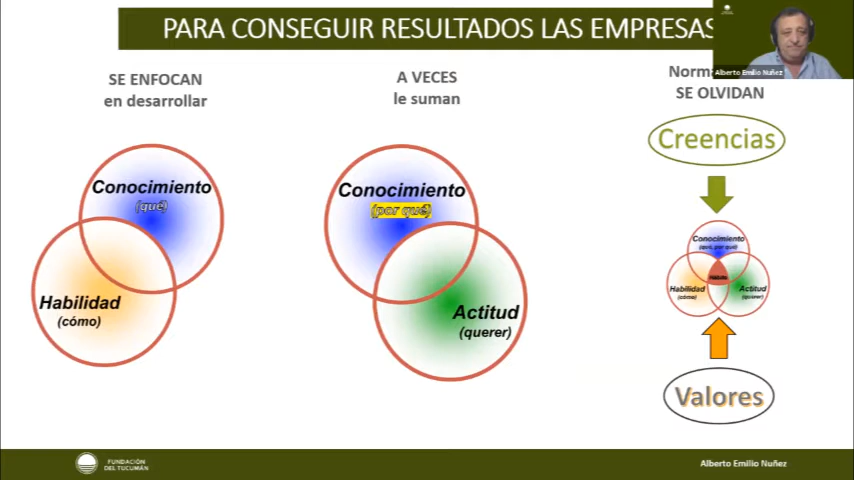 PARA CONSEGUIR RESULTADOS LAS EMPRESAS
Alberto Emilio Nuñez
SE ENFOCAN
en desarrollar
Conocimiento
(qué)
Habilidad
(cómo)
A VECES
le suman
Conocimiento
(por qué)
Actitud
(querer)
SE OLVIDAN
Creencias
Conocimiento
(qué, por qué)
Habilidad
(cómo)
Actitud
(querer)
Valores
FUNDACIÓN
DEL TUCUMÁN
Alberto Emilio Nuñez